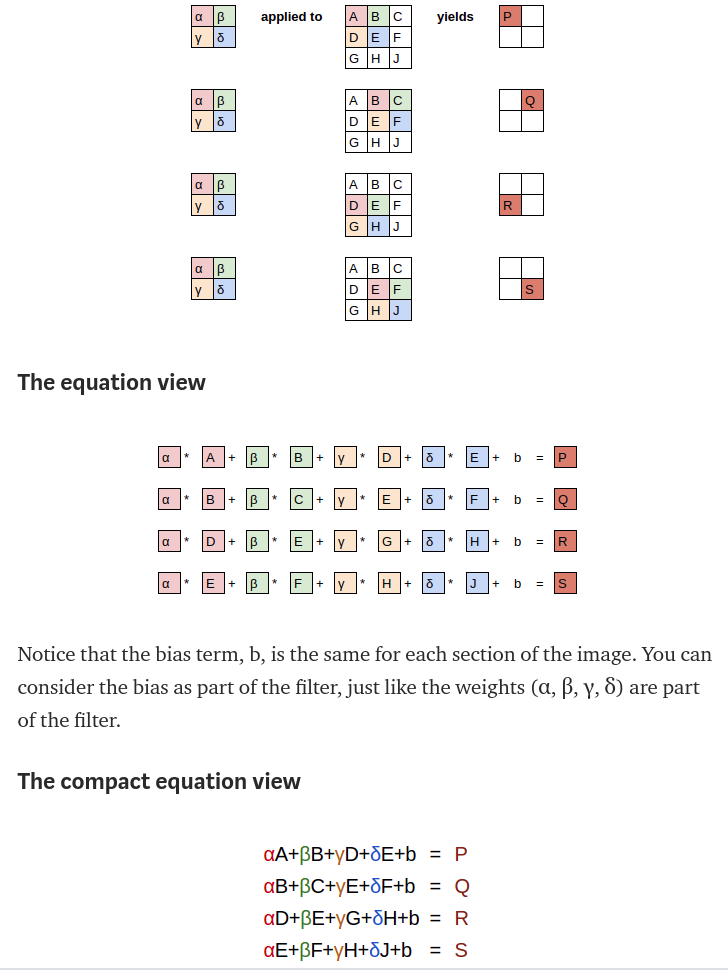 α β applied to A B C yields P
γ δ D E F
G H J
α β A B C Q
γ δ D E F
G H J
α β A B C
γ δ D E F R
G H J
α β A B C
γ δ D E F S
G H J
The equation view
α * A + β * B + γ * D + δ * E + b = P
α * B + β * C + γ * E + δ * F + b = Q
α * D + β * E + γ * G + δ * H + b = R
α * E + β * F + γ * H + δ * J + b = S
Notice that the bias term, b, is the same for each section of the image. You can
consider the bias as part of the filter, just like the weights (α, β, γ, δ) are part
of the filter.
The compact equation view
αA+βB+γD+δE+b = P
αB+βC+γE+δF+b = Q
αD+βE+γG+δH+b = R
αE+βF+γH+δJ+b = S